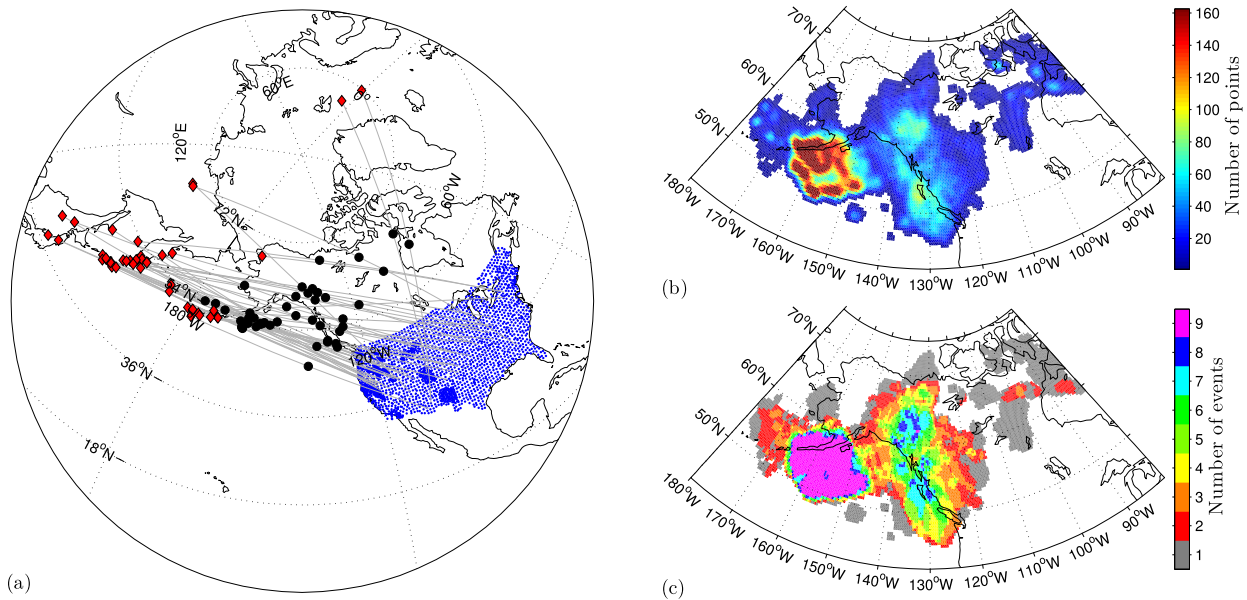 60°E
120°E
72°N
60°W
54°N
180°W
120°W
36°N
18°N
(a)
70°N
60°N
50°N
180°W
170°W
160°W
150°W
140°W
130°W
120°W
110°W
100°W
90°W
160
140
120
100
80
60
40
20
Number of points
(b)
70°N
60°N
50°N
180°W
170°W
160°W
150°W
140°W
130°W
120°W
110°W
100°W
90°W
9
8
7
6
5
4
3
2
1
Number of events
(c)